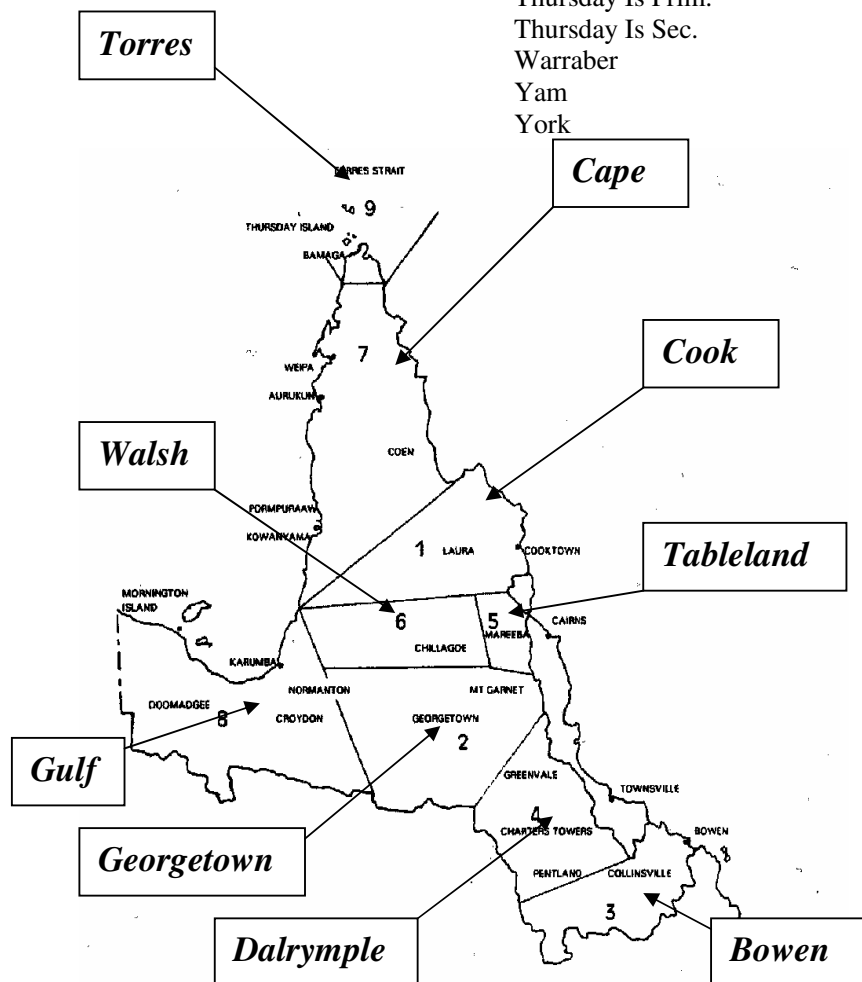 Thursday Is Prim.
Thursday Is Sec.
Warraber
Yam
York
Torres
Cape
TORRES STRAIT
9
THURSDAY ISLAND
BAMAGA
7
Cook
WEIPA
AURUKUN
Walsh
COEN
PORMPURAAW
KOWANYAMA
1
LAURA
COOKTOWN
Tableland
MORNINGTON
ISLAND
6
5
MAREEBA
CAIRNS
CHILLAGOE
KARUMBA
NORMANTON
MT GARNET
DOOMADGEE
8
CROYDON
GEORGETOWN
2
Gulf
GREENVALE
TOWNSVILLE
4
CHARTERS TOWERS
BOWEN
Georgetown
PENTLAND
COLLINSVILLE
3
Dalrymple
Bowen